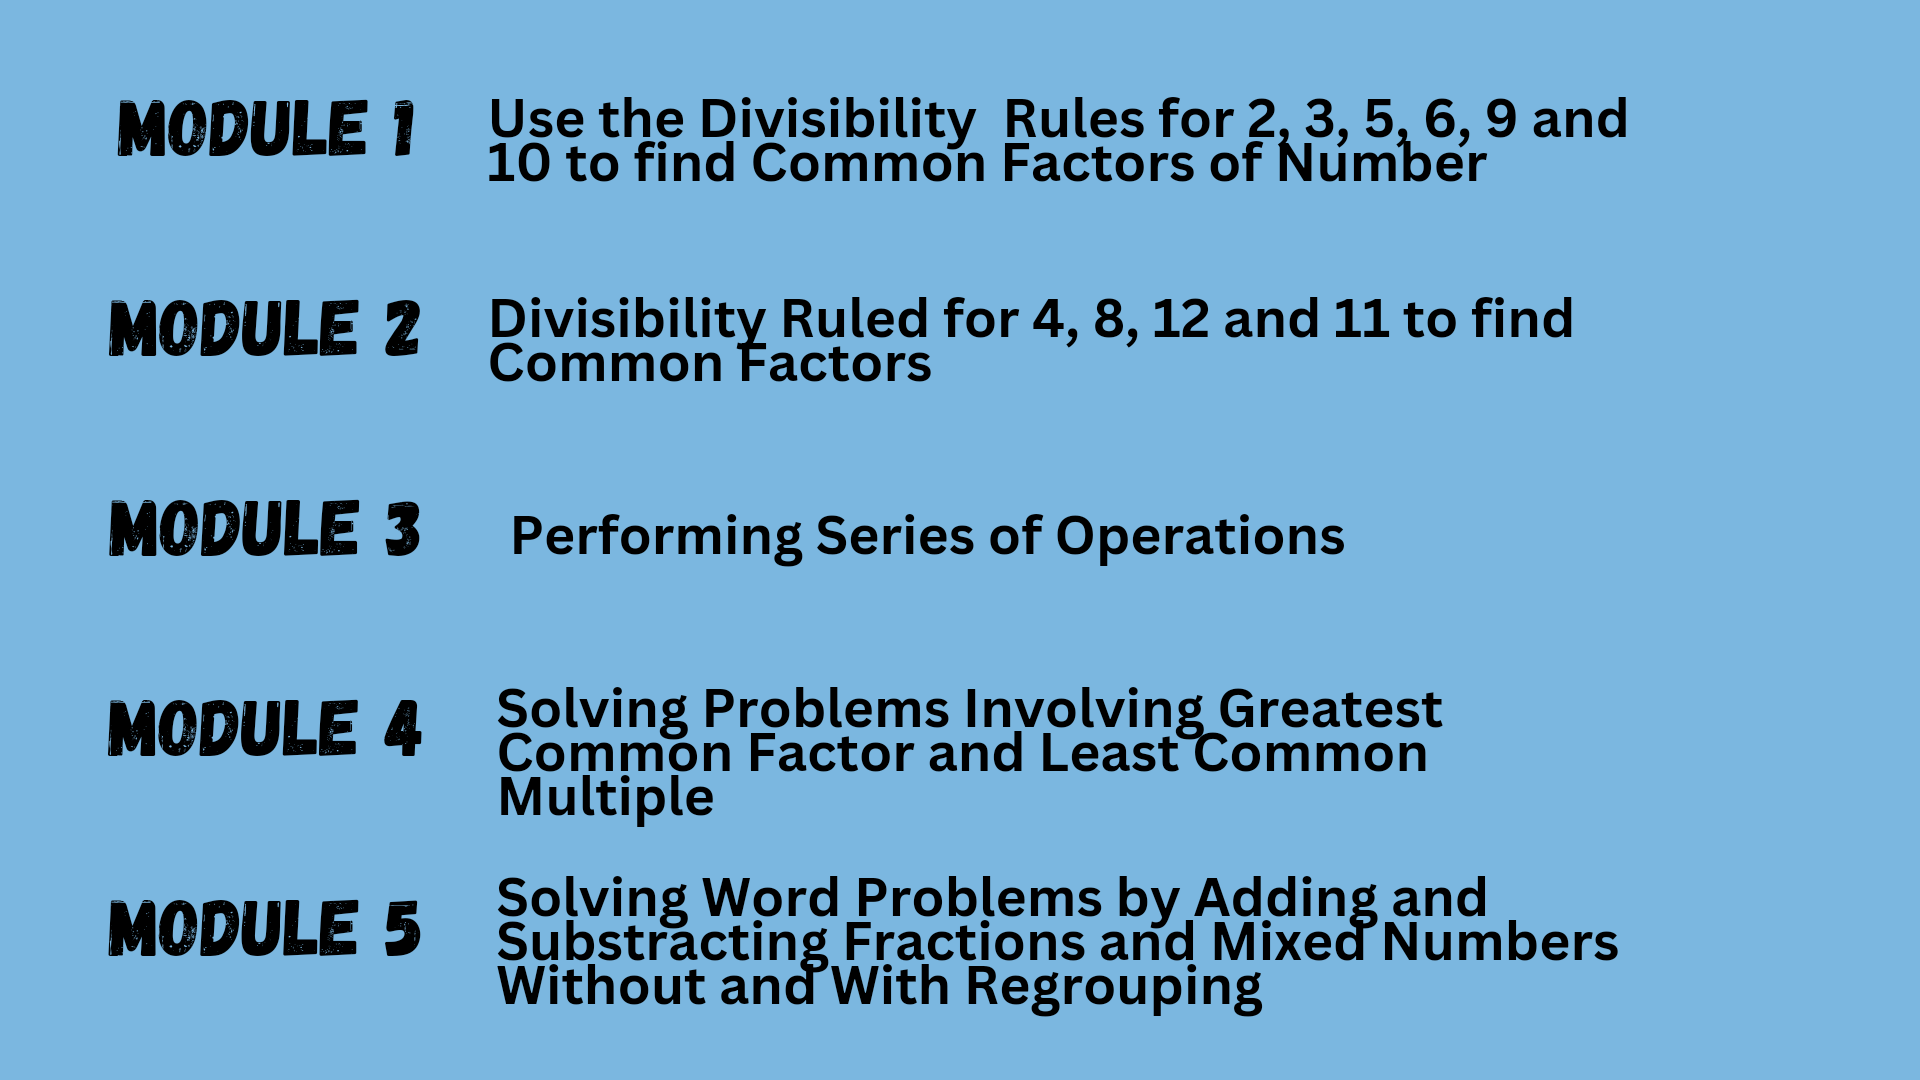 MODULE 1
Use the Divisibility Rules for 2, 3, 5, 6, 9 and
10 to find Common Factors of Number
MODULE 2
Divisibility Ruled for 4, 8, 12 and 11 to find
Common Factors
MODULE 3
Performing Series of Operations
MODULE 4
Solving Problems Involving Greatest
Common Factor and Least Common
Multiple
MODULE 5
Solving Word Problems by Adding and
Substracting Fractions and Mixed Numbers
Without and With Regrouping